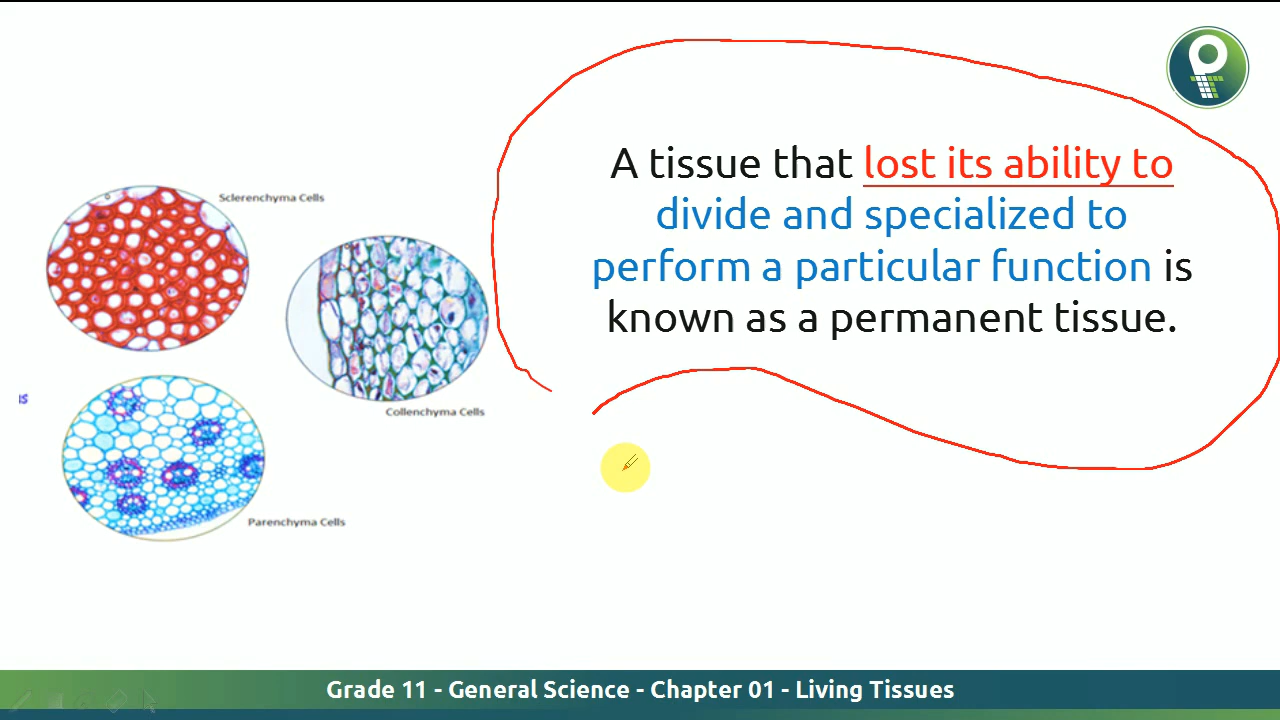 A tissue that lost its ability to
divide and specialized to
perform a particular function is
known as a permanent tissue.
Sclerenchyma Cells
Collenchyma Cells
Parenchyma Cells
Grade 11 - General Science - Chapter 01 - Living Tissues